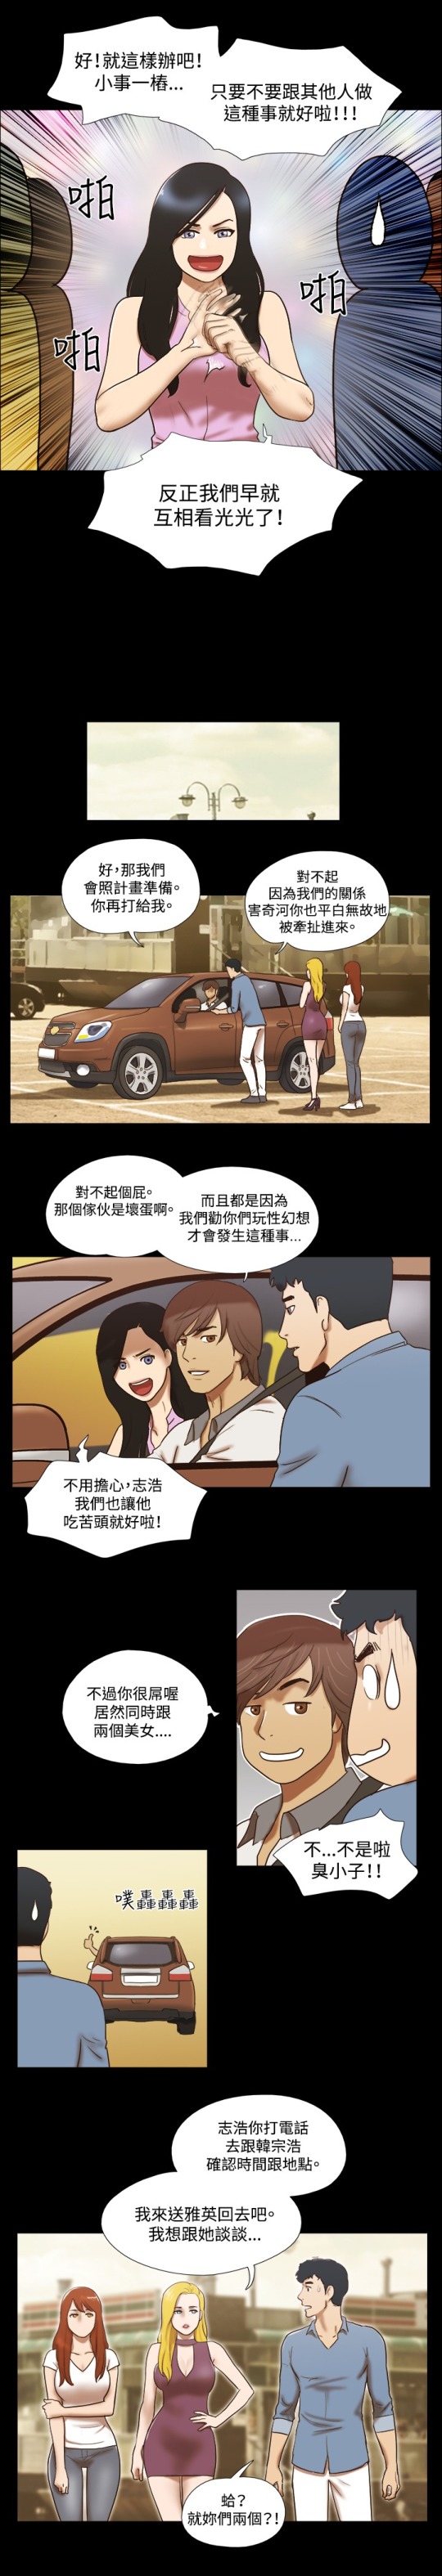 好！就這樣辦吧！
小事一樁...
只要不要跟其他人做
這種事就好啦！！！
啪
啪
啪
反正我們早就
互相看光光了！
好，那我們
會照計畫準備。
你再打給我。
對不起
因為我們的關係
害奇河你也平白無故地
被牽扯進來。
對不起個屁。
那個傢伙是壞蛋啊。
而且都是因為
我們勸你們玩性幻想
才會發生這種事...
不用擔心，志浩
我們也讓他
吃苦頭就好啦！
不過你很屌喔
居然同時跟
兩個美女....
不...不是啦
臭小子！！
噗轟轟轟
志浩你打電話
去跟韓宗浩
確認時間跟地點。
我來送雅英回去吧。
我想跟她談談...
蛤？
就妳們兩個？！